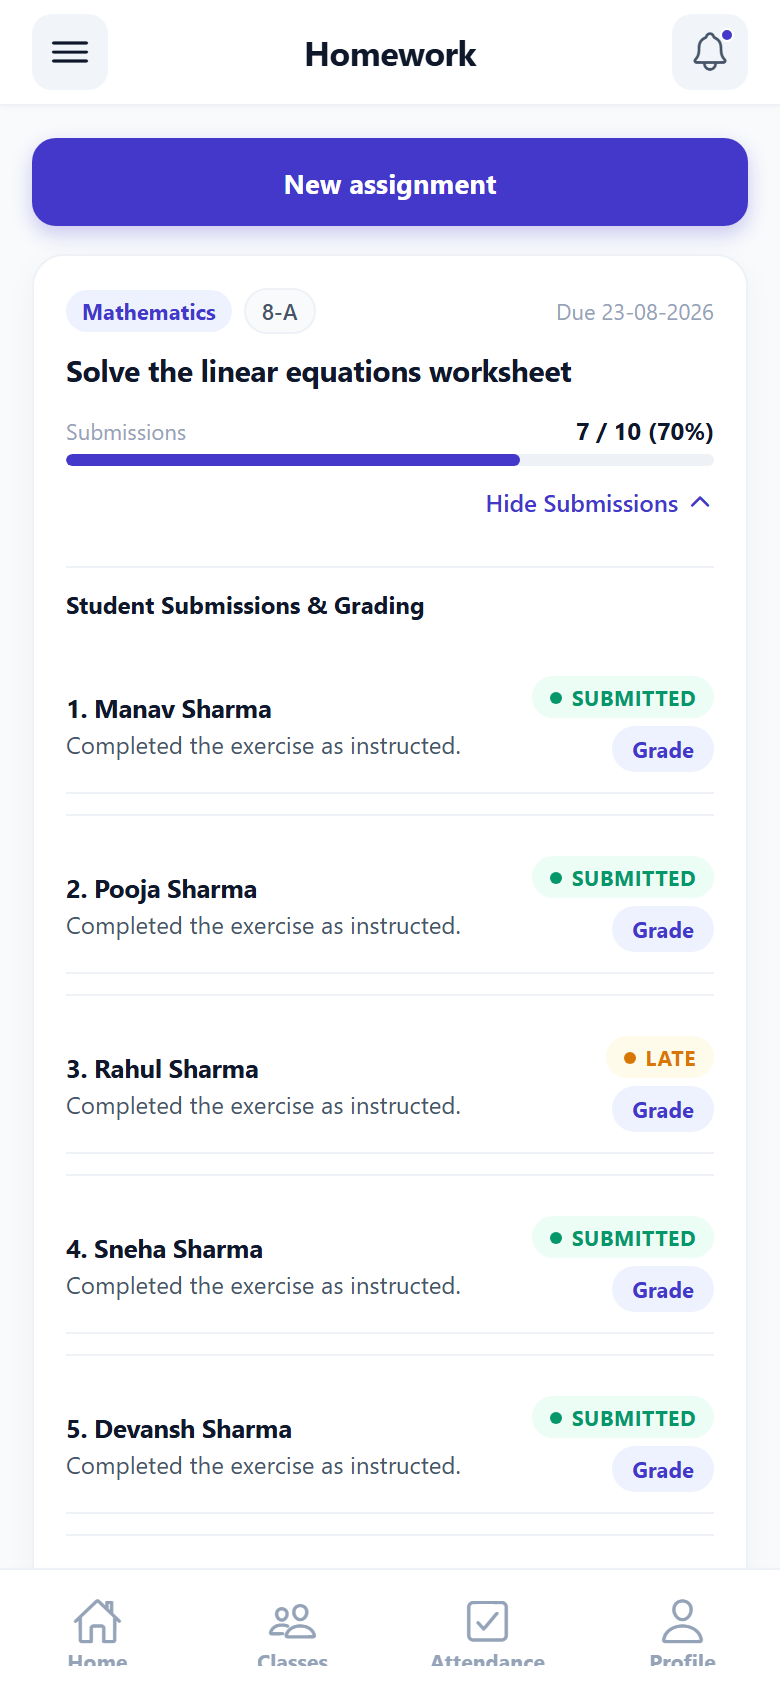 Homework
New assignment
Mathematics 8-A Due 23-08-2026
Solve the linear equations worksheet
Submissions 7 / 10 (70%)
Hide Submissions
Student Submissions & Grading
SUBMITTED
1. Manav Sharma
Completed the exercise as instructed.
Grade
SUBMITTED
2. Pooja Sharma
Completed the exercise as instructed.
Grade
LATE
3. Rahul Sharma
Completed the exercise as instructed.
Grade
SUBMITTED
4. Sneha Sharma
Completed the exercise as instructed.
Grade
SUBMITTED
5. Devansh Sharma
Completed the exercise as instructed.
Grade
Home Classes Attendance Profile